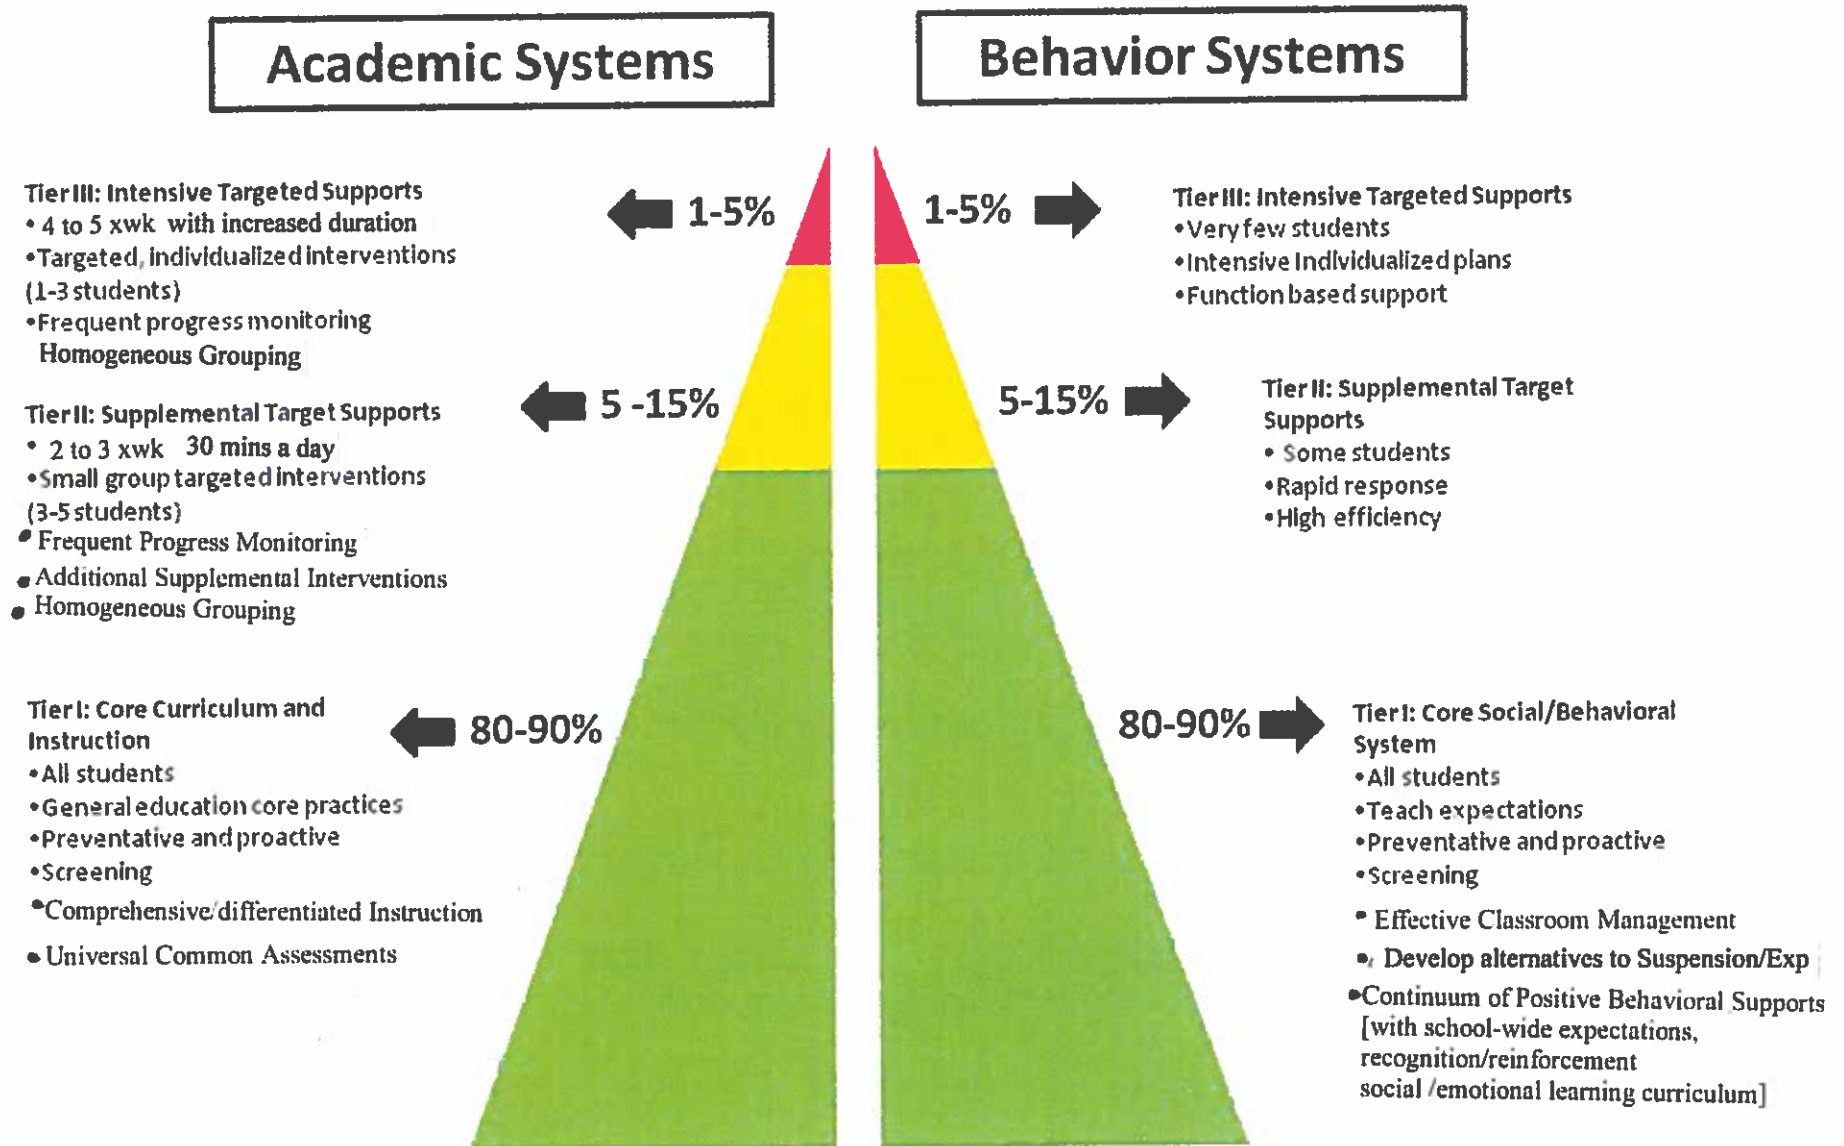 Academic Systems
Behavior Systems
Tier III: Intensive Targeted Supports
• 4 to 5 xwk with increased duration
•Targeted, individualized interventions
(1-3 students)
•Frequent progress monitoring
Homogeneous Grouping
1-5%
Tier II: Supplemental Target Supports
• 2 to 3 xwk 30 mins a day
•Small group targeted interventions
(3-5 students)
• Frequent Progress Monitoring
• Additional Supplemental Interventions
• Homogeneous Grouping
5 -15%
Tier I: Core Curriculum and
Instruction
•All students
•General education core practices
•Preventative and proactive
•Screening
•Comprehensive/differentiated Instruction
• Universal Common Assessments
80-90%
1-5%
Tier III: Intensive Targeted Supports
•Very few students
•Intensive Individualized plans
•Function based support
5-15%
Tier II: Supplemental Target
Supports
• Some students
•Rapid response
•High efficiency
80-90%
Tier I: Core Social/Behavioral
System
•All students
•Teach expectations
•Preventative and proactive
•Screening
• Effective Classroom Management
• Develop alternatives to Suspension/Exp
•Continuum of Positive Behavioral Supports
[with school-wide expectations,
recognition/reinforcement
social /emotional learning curriculum]